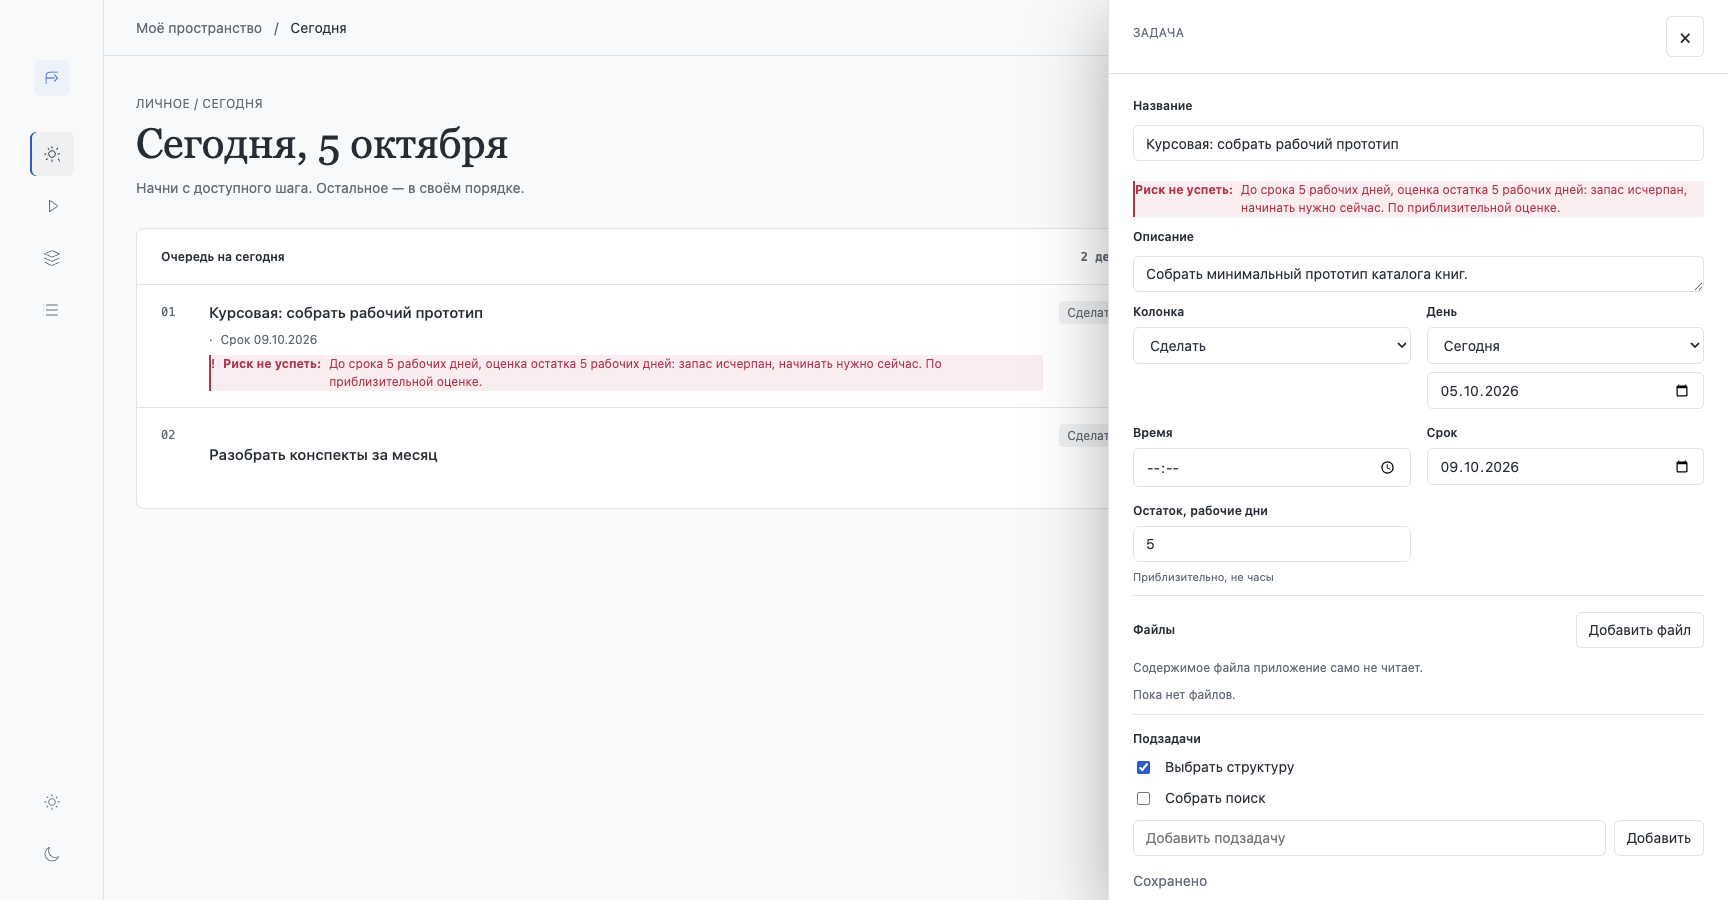 Моё пространство / Сегодня
ЛИЧНОЕ / СЕГОДНЯ
Сегодня, 5 октября
Начни с доступного шага. Остальное — в своём порядке.
Очередь на сегодня
2 де
01
Курсовая: собрать рабочий прототип
Сделат
· Срок 09.10.2026
! Риск не успеть: До срока 5 рабочих дней, оценка остатка 5 рабочих дней: запас исчерпан, начинать нужно сейчас. По
приблизительной оценке.
02
Сделат
Разобрать конспекты за месяц
ЗАДАЧА
Название
Курсовая: собрать рабочий прототип
Риск не успеть: До срока 5 рабочих дней, оценка остатка 5 рабочих дней: запас исчерпан,
начинать нужно сейчас. По приблизительной оценке.
Описание
Собрать минимальный прототип каталога книг.
Колонка
День
Сделать
Сегодня
05.10.2026
Время
Срок
--:--
09.10.2026
Остаток, рабочие дни
5
Приблизительно, не часы
Файлы
Добавить файл
Содержимое файла приложение само не читает.
Пока нет файлов.
Подзадачи
Выбрать структуру
Собрать поиск
Добавить подзадачу
Добавить
Сохранено